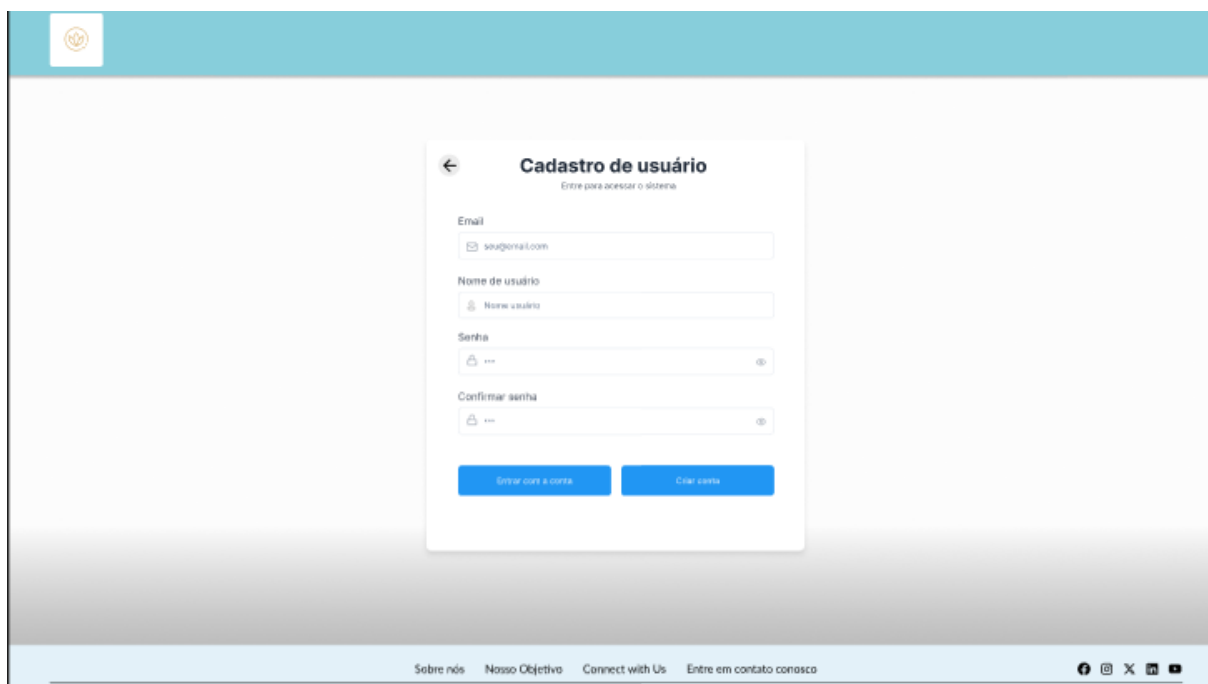 Cadastro de usuário
Entre para acessar o sistema
Email
seu@email.com
Nome de usuário
Nome usuário
Senha
•••
Confirmar senha
•••
Entrar com a conta Criar conta
Sobre nós Nosso Objetivo Connect with Us Entre em contato conosco